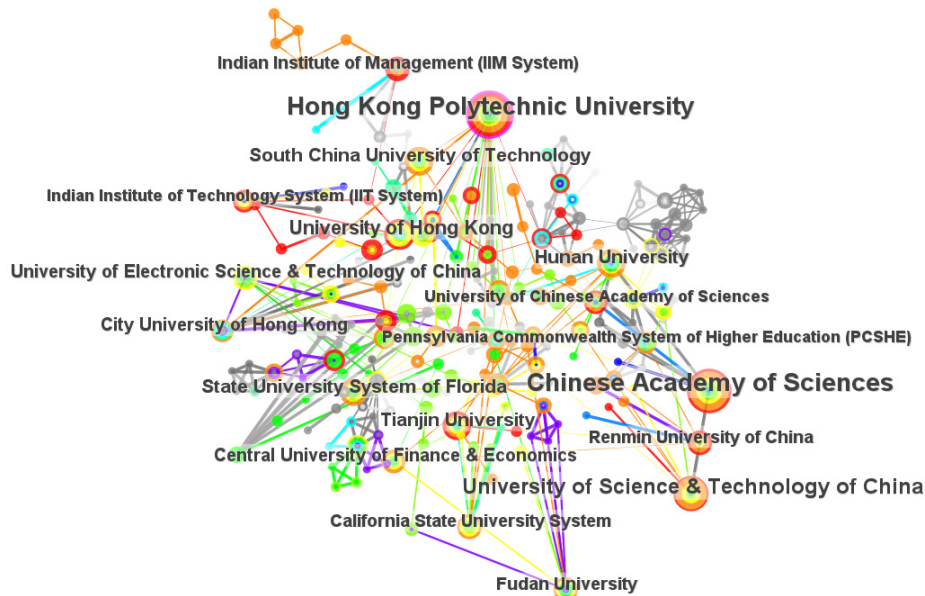 Indian Institute of Management (IIM System)
Hong Kong Polytechnic University
South China University of Technology
Indian Institute of Technology System (IIT System)
University of Hong Kong
Hunan University
University of Electronic Science & Technology of China
University of Chinese Academy of Sciences
City University of Hong Kong
Pennsylvania Commonwealth System of Higher Education (PCSHE)
State University System of Florida
Chinese Academy of Sciences
Tianjin University
Renmin University of China
Central University of Finance & Economics
University of Science & Technology of China
California State University System
Fudan University